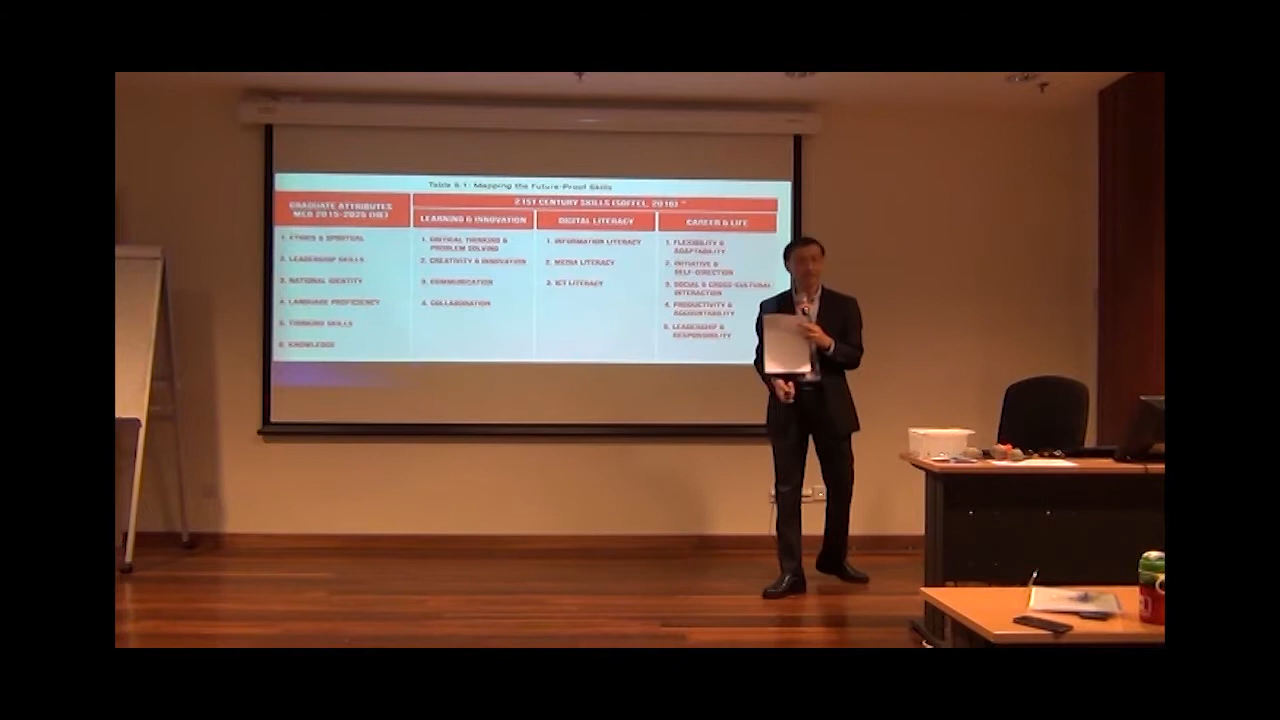 Table 6.1: Mapping the Future-Proof Skills
GRADUATE ATTRIBUTES
MEB 2015-2025 (HE)
21ST CENTURY SKILLS (SOFFEL, 2016)
LEARNING & INNOVATION
DIGITAL LITERACY
CAREER & LIFE
1. ETHICS & SPIRITUAL
2. LEADERSHIP SKILLS
3. NATIONAL IDENTITY
4. LANGUAGE PROFICIENCY
5. THINKING SKILLS
6. KNOWLEDGE
1. CRITICAL THINKING &
PROBLEM SOLVING
2. CREATIVITY & INNOVATION
3. COMMUNICATION
4. COLLABORATION
1. INFORMATION LITERACY
2. MEDIA LITERACY
3. ICT LITERACY
1. FLEXIBILITY &
ADAPTABILITY
2. INITIATIVE &
SELF-DIRECTION
3. SOCIAL & CROSS-CULTURAL
INTERACTION
4. PRODUCTIVITY &
ACCOUNTABILITY
5. LEADERSHIP &
RESPONSIBILITY